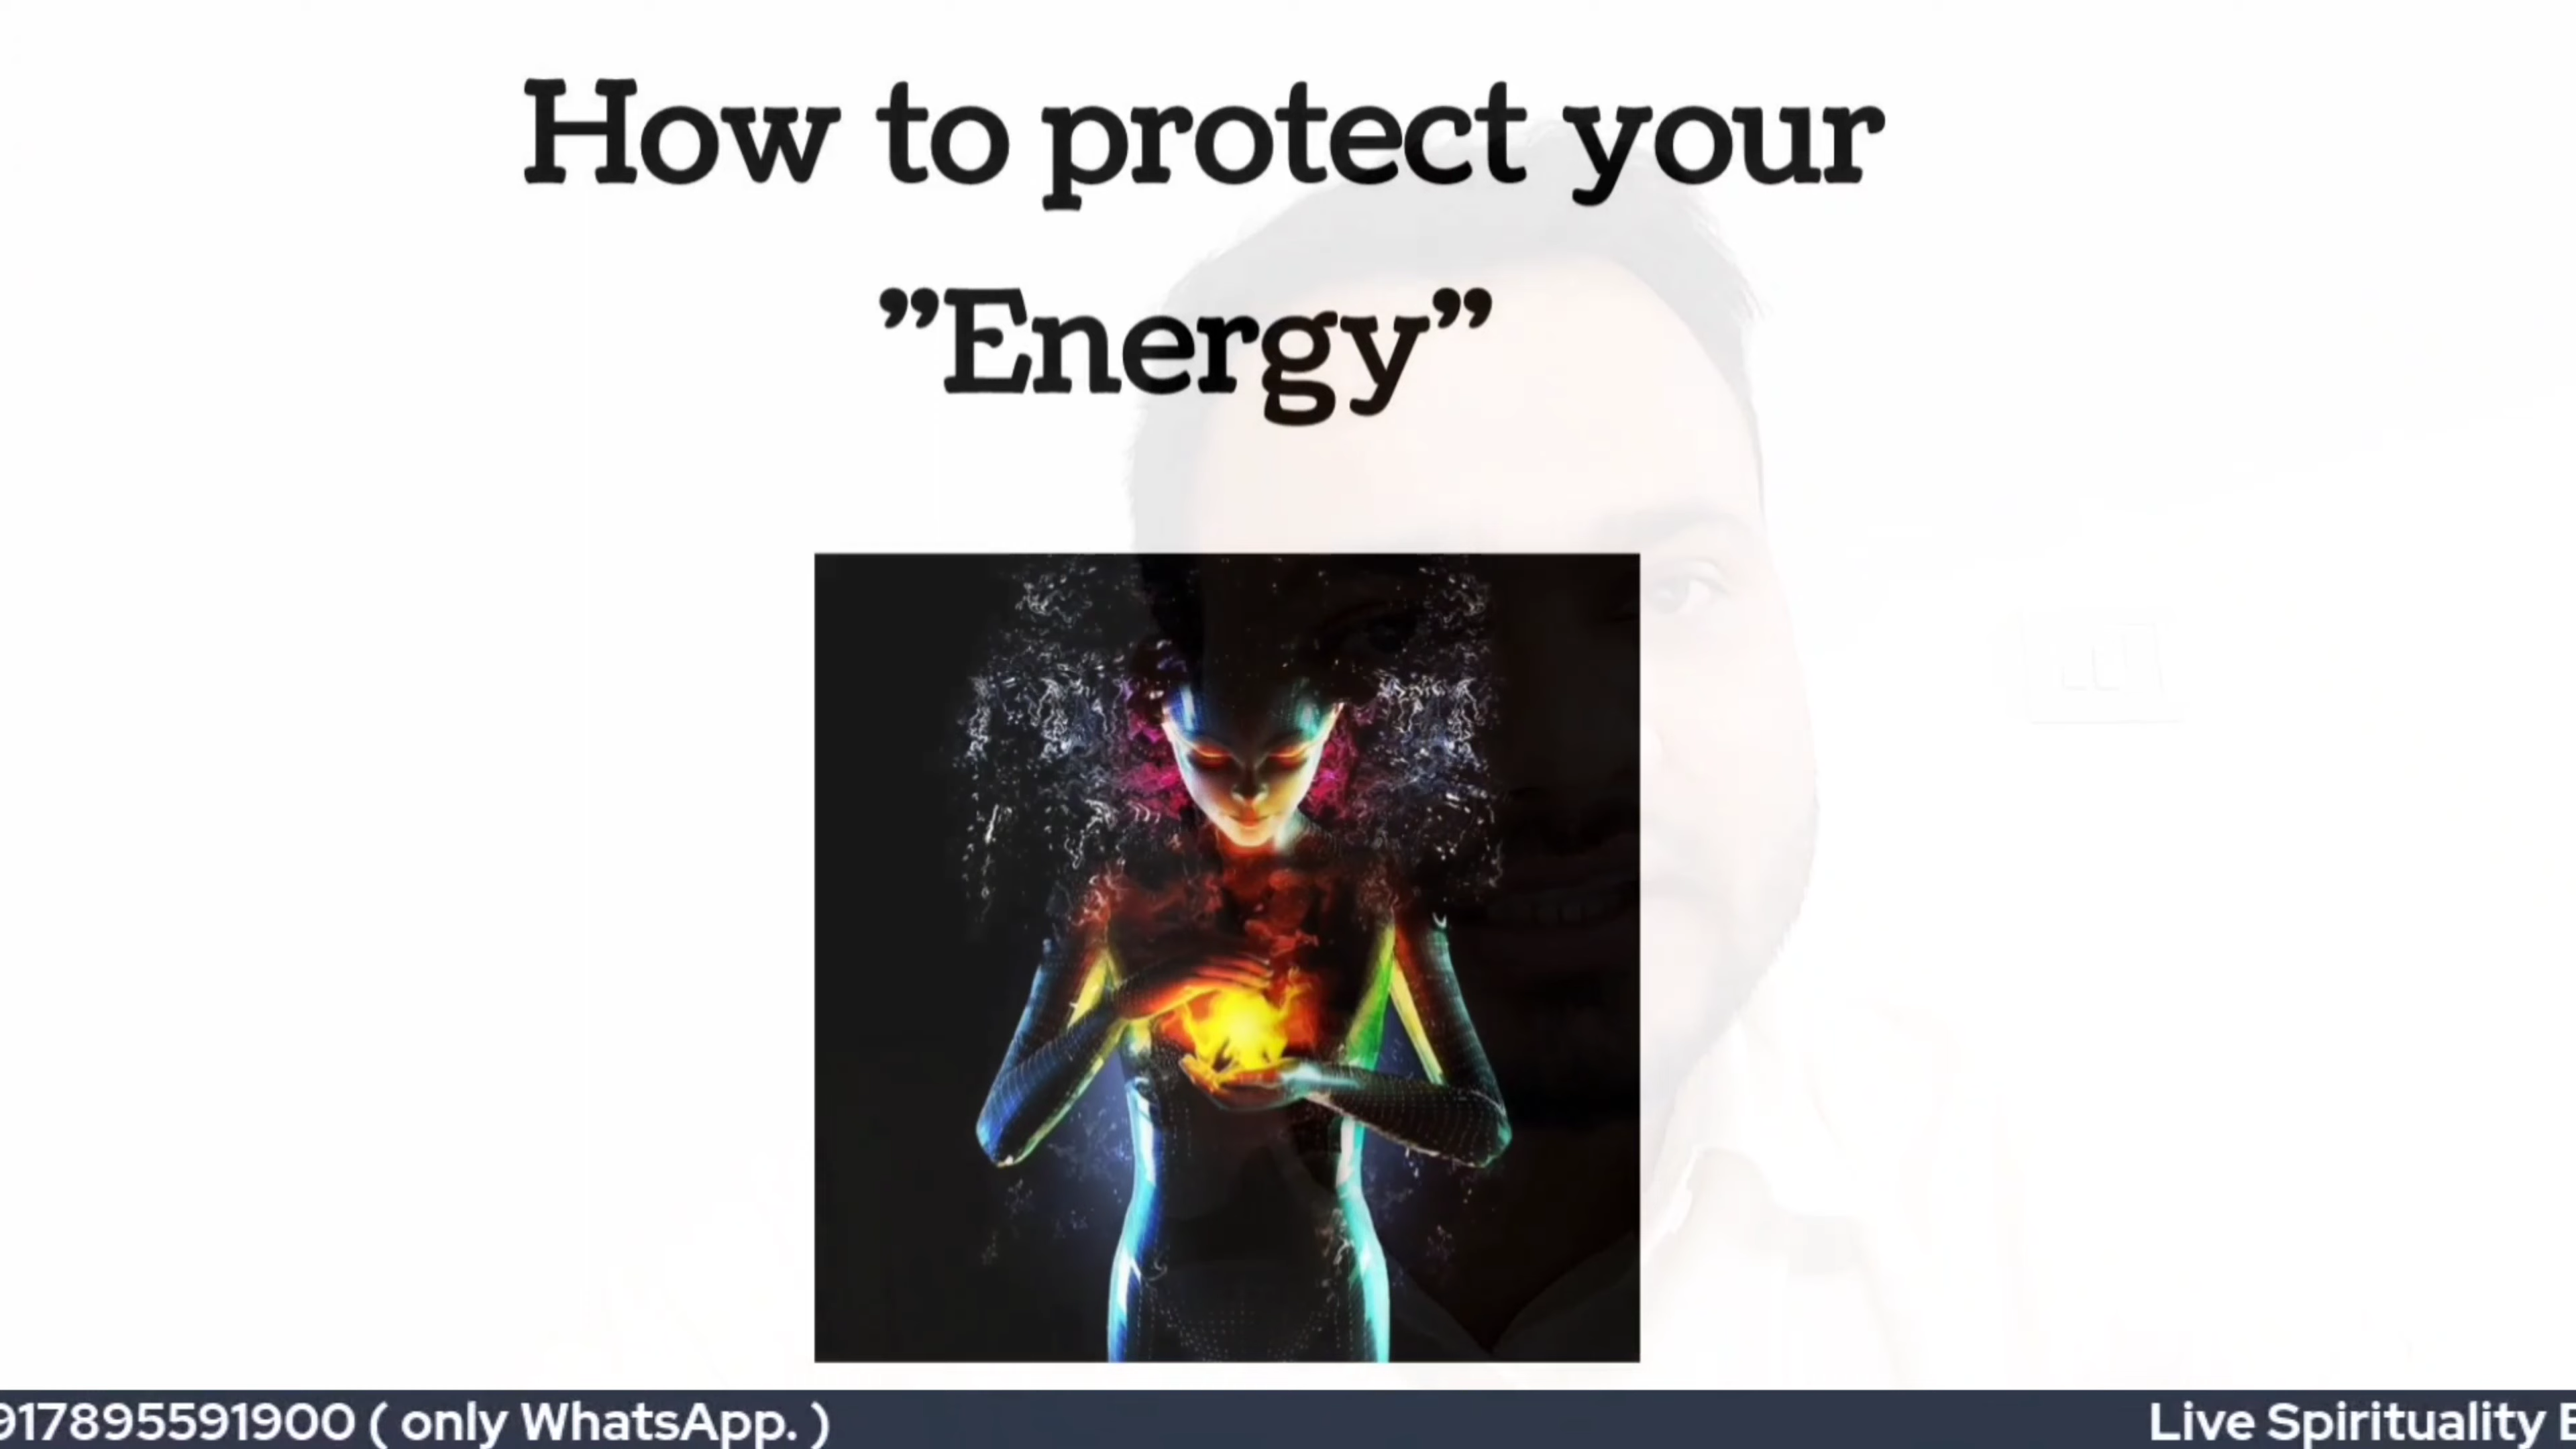 How to protect your
”Energy”
917895591900 ( only WhatsApp. )
Live Spirituality